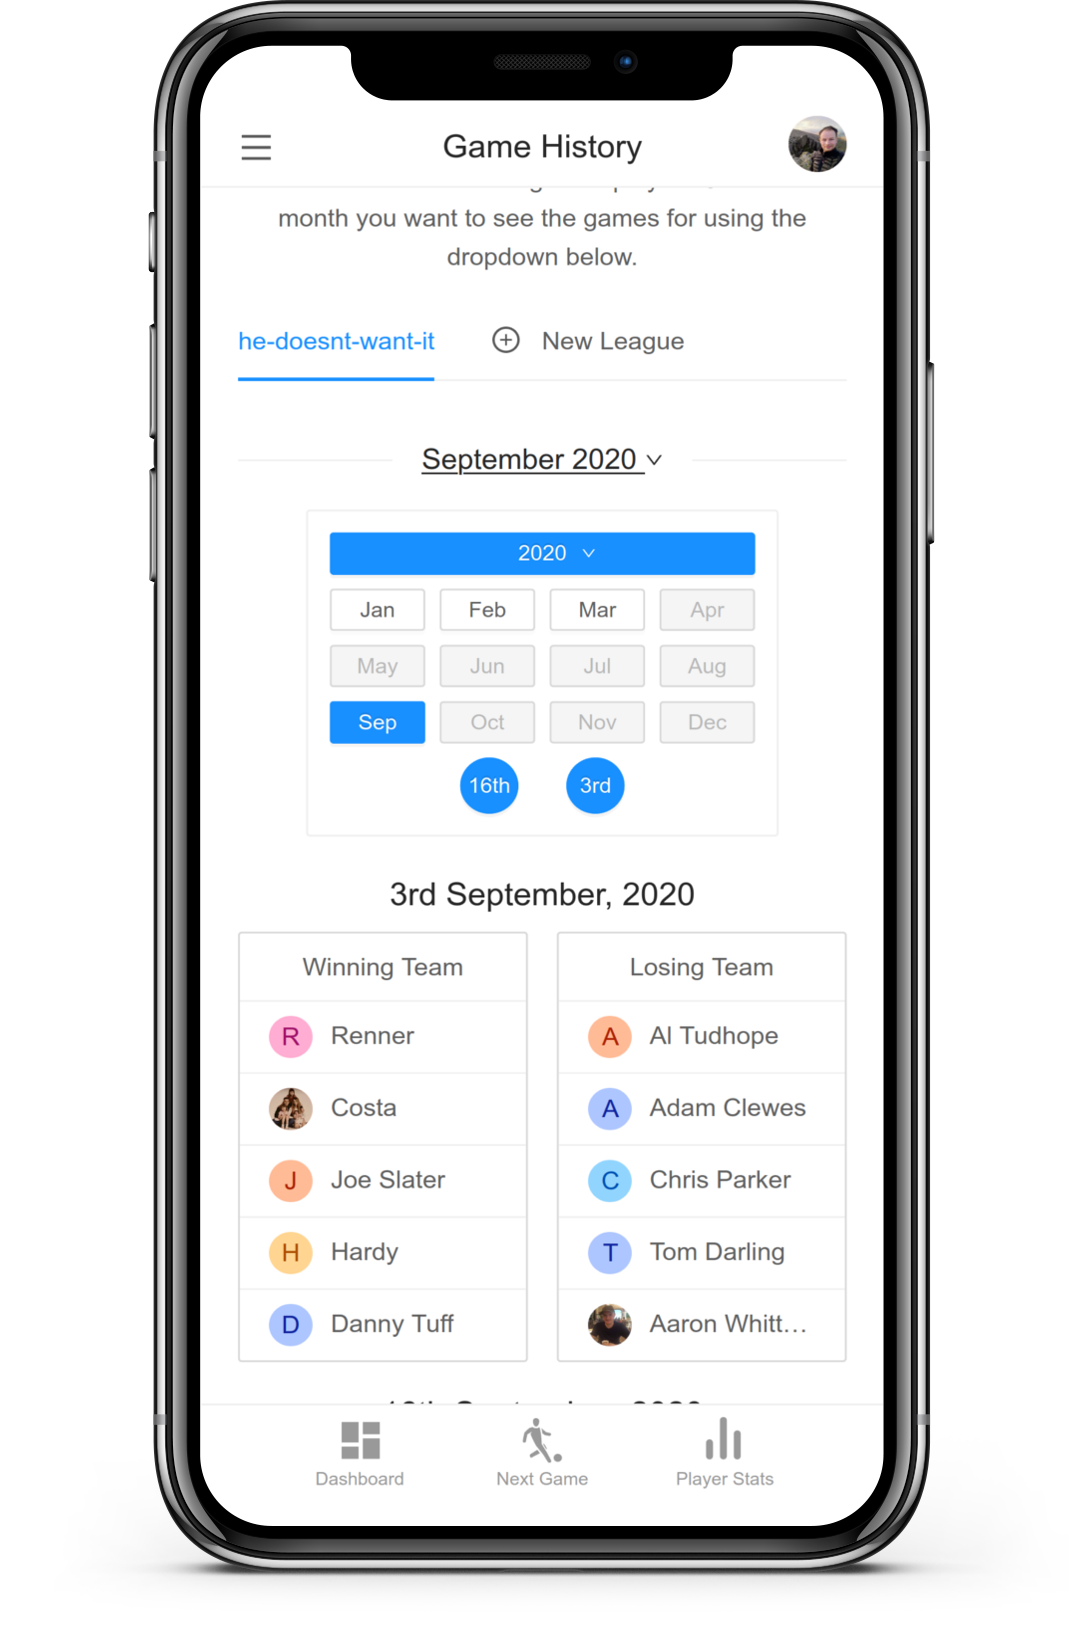 Game History
month you want to see the games for using the
dropdown below.
he-doesnt-want-it
New League
September 2020
2020
Jan Feb Mar Apr
May Jun Jul Aug
Sep Oct Nov Dec
16th 3rd
3rd September, 2020
Winning Team
R Renner
Costa
J Joe Slater
H Hardy
D Danny Tuff
Losing Team
A Al Tudhope
A Adam Clewes
C Chris Parker
T Tom Darling
Aaron Whitt...
Dashboard Next Game Player Stats